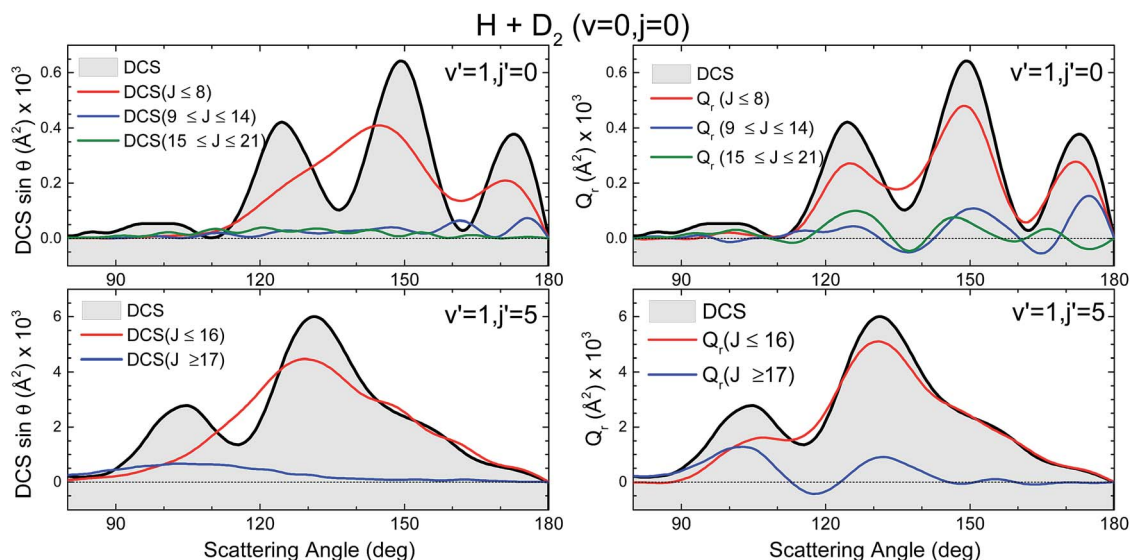 H + D₂ (v=0,j=0)
DCS sin θ (Å²) x 10³
0.6
0.4
0.2
0.0
90
120
150
180
DCS
DCS(J ≤ 8)
DCS(9 ≤ J ≤ 14)
DCS(15 ≤ J ≤ 21)
v'=1,j'=0
Qᵣ (Å²) x 10³
0.6
0.4
0.2
0.0
90
120
150
180
DCS
Qᵣ (J ≤ 8)
Qᵣ (9 ≤ J ≤ 14)
Qᵣ (15 ≤ J ≤ 21)
v'=1,j'=0
DCS sin θ (Å²) x 10³
6
4
2
0
90
120
150
180
Scattering Angle (deg)
DCS
DCS(J ≤ 16)
DCS(J ≥17)
v'=1,j'=5
Qᵣ (Å²) x 10³
6
4
2
0
90
120
150
180
Scattering Angle (deg)
DCS
Qᵣ(J ≤ 16)
Qᵣ(J ≥17)
v'=1,j'=5